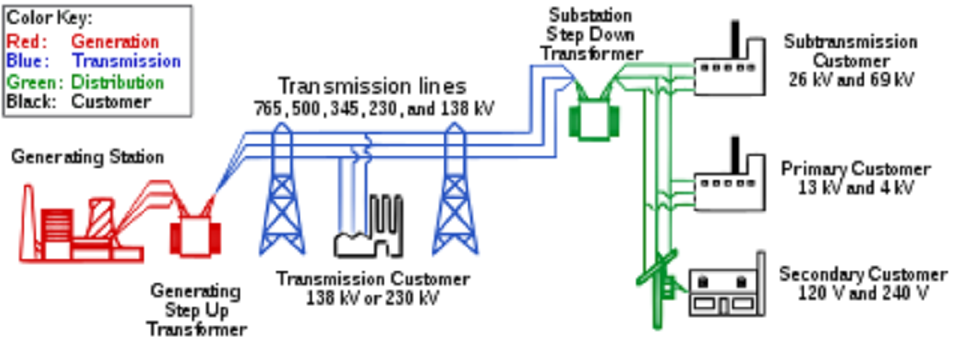 Color Key:
Red: Generation
Blue: Transmission
Green: Distribution
Black: Customer
Generating Station
Generating
Step Up
Transformer
Transmission lines
765, 500, 345, 230, and 138 kV
Transmission Customer
138 kV or 230 kV
Substation
Step Down
Transformer
Subtransmission
Customer
26 kV and 69 kV
Primary Customer
13 kV and 4 kV
Secondary Customer
120 V and 240 V